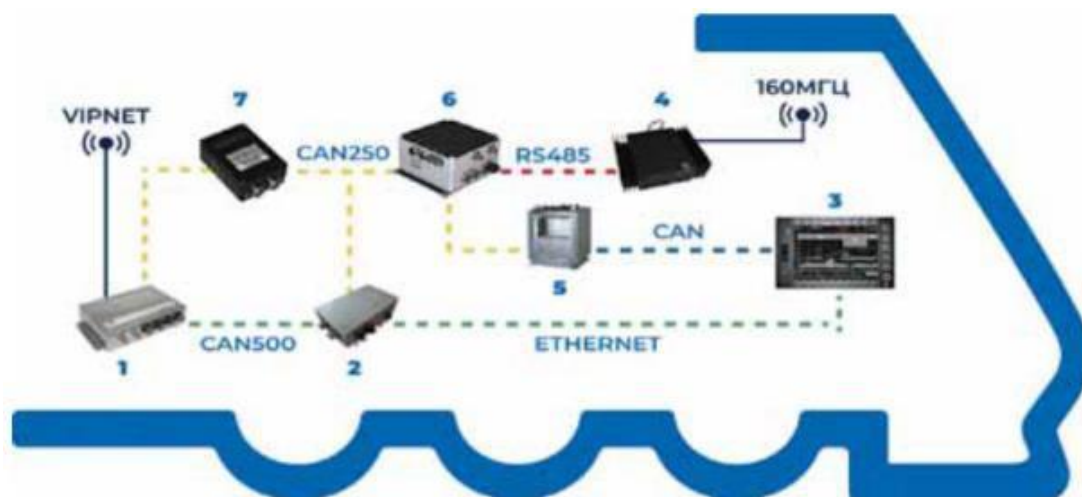 7
6
4
160МГЦ
VIPNET
CAN250
RS485
3
CAN
5
CAN500
ETHERNET
1
2